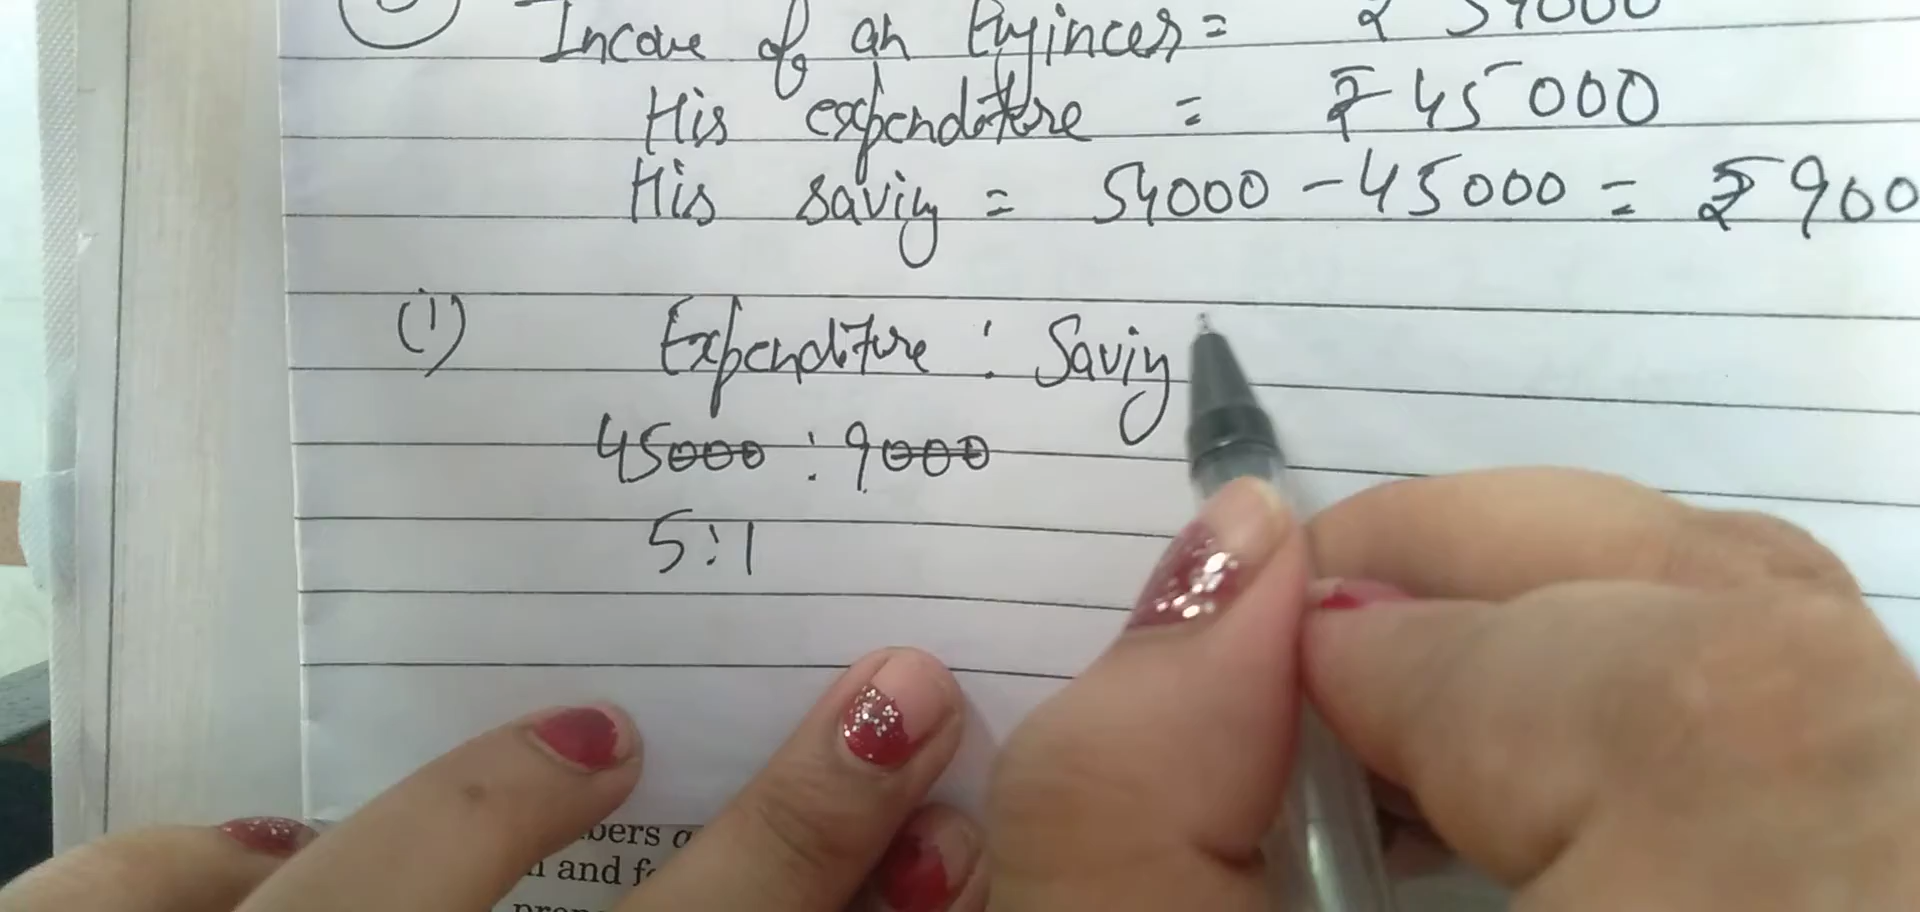 Income of an Engineer = ₹ 54000
His expenditure = ₹ 45000
His saving = 54000 - 45000 = ₹ 900
(i) Expenditure : Saving
45000 : 9000
5 : 1
and